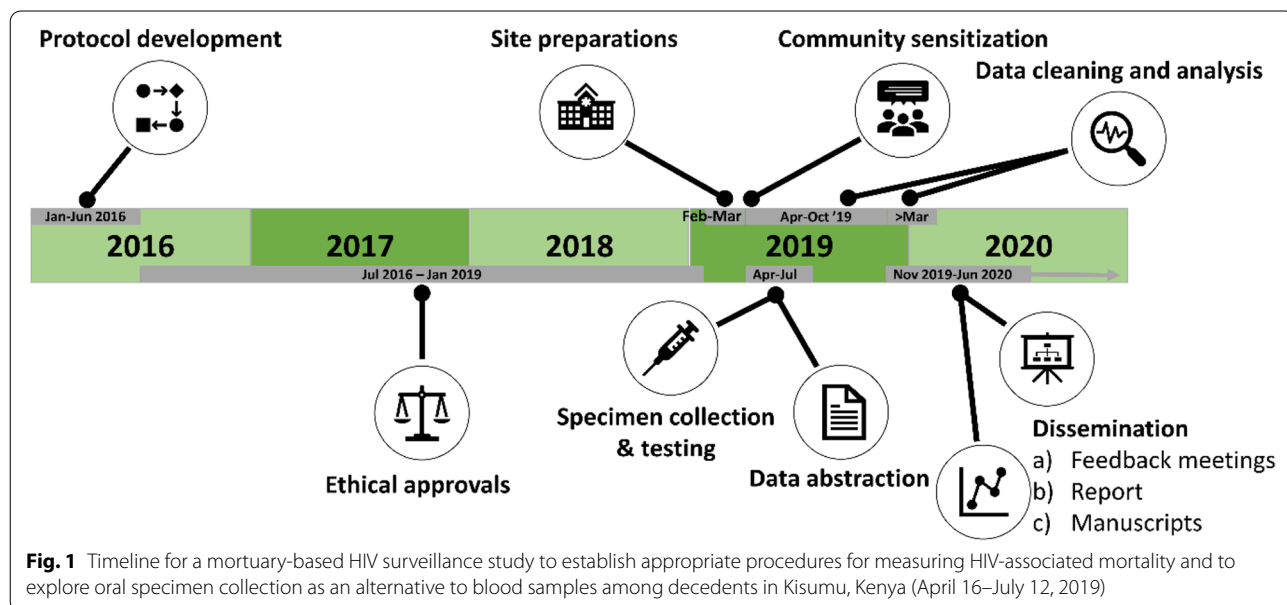 Protocol development
Site preparations
Community sensitization
Data cleaning and analysis
Jan-Jun 2016
Feb-Mar
Apr-Oct '19
>Mar
2016
2017
2018
2019
2020
Jul 2016 – Jan 2019
Apr-Jul
Nov 2019-Jun 2020
Ethical approvals
Specimen collection
& testing
Data abstraction
Dissemination
a) Feedback meetings
b) Report
c) Manuscripts
Fig. 1 Timeline for a mortuary-based HIV surveillance study to establish appropriate procedures for measuring HIV-associated mortality and to
explore oral specimen collection as an alternative to blood samples among decedents in Kisumu, Kenya (April 16–July 12, 2019)